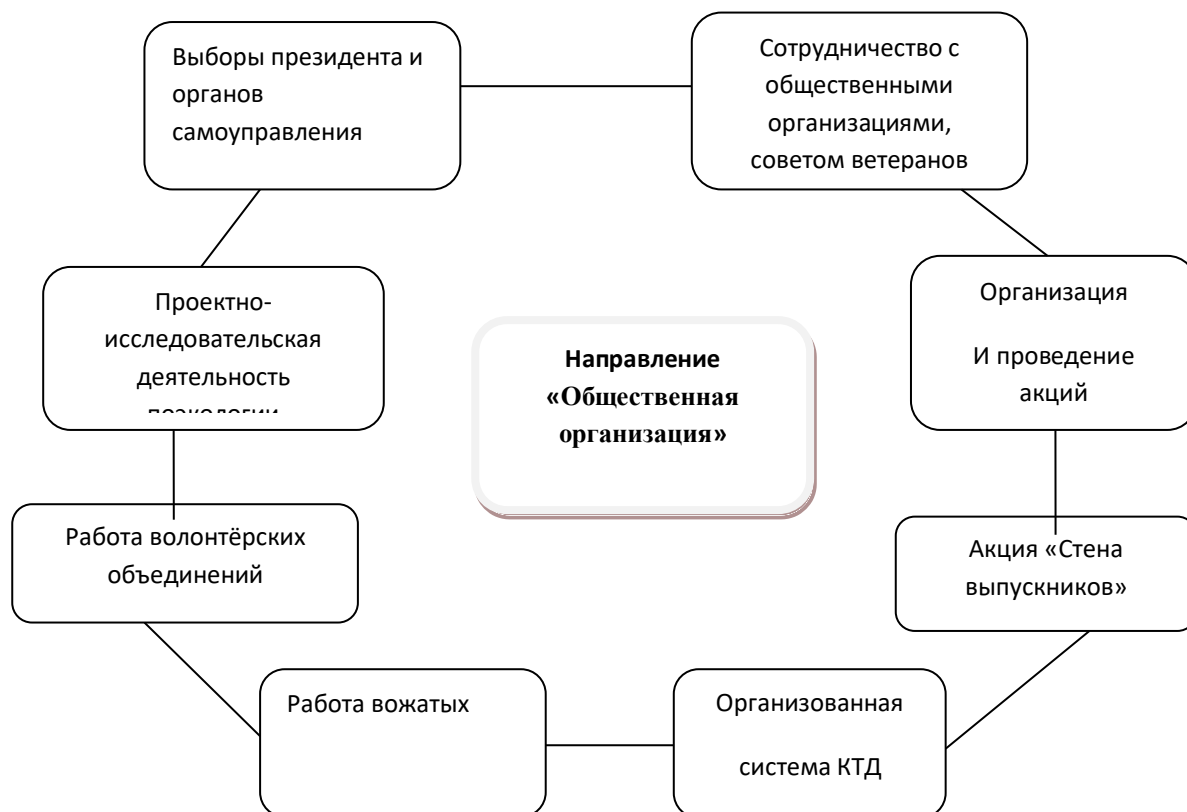 Выборы президента и
органов
самоуправления
Сотрудничество с
общественными
организациями,
советом ветеранов
Проектно-
исследовательская
деятельность
Организация
И проведение
акций
Направление
«Общественная
организация»
Работа волонтёрских
объединений
Акция «Стена
выпускников»
Работа вожатых
Организованная
система КТД